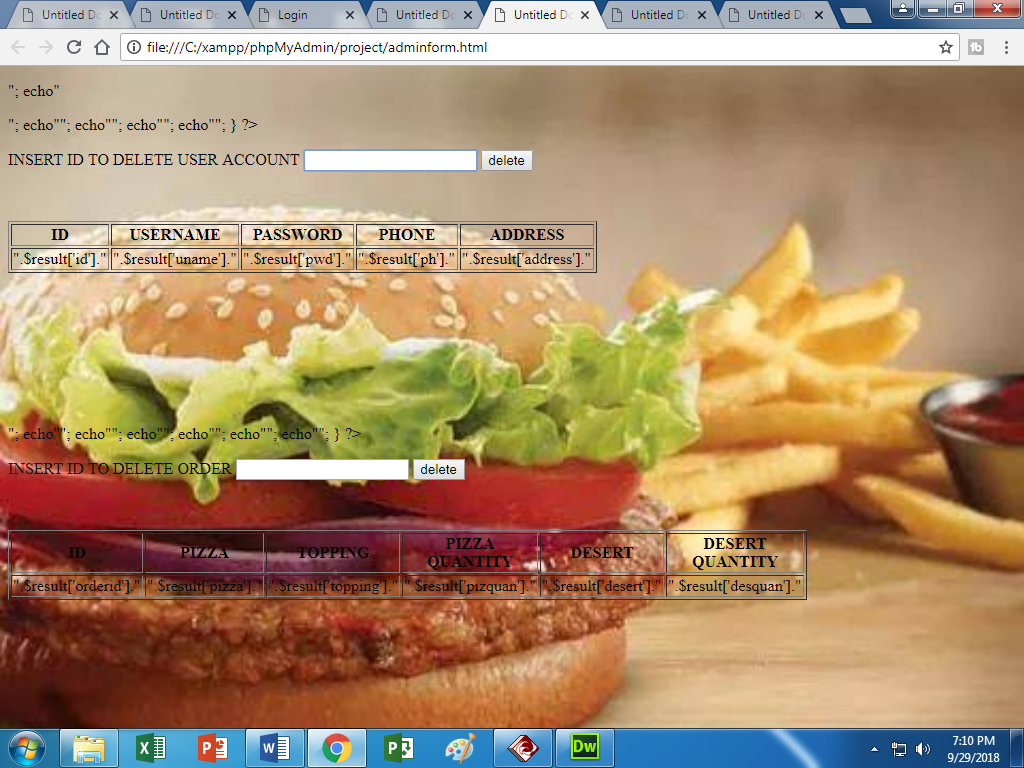 Untitled Do
Untitled Do
Login
Untitled Do
Untitled Do
Untitled Do
Untitled Do
file:///C:/xampp/phpMyAdmin/project/adminform.html
"; echo"
"; echo""; echo""; echo""; echo""; } ?>
INSERT ID TO DELETE USER ACCOUNT delete
ID USERNAME PASSWORD PHONE ADDRESS
".$result['id']." ".$result['uname']." ".$result['pwd']." ".$result['ph']." ".$result['address']."
"; echo""; echo""; echo""; echo""; echo""; echo""; } ?>
INSERT ID TO DELETE ORDER delete
ID PIZZA TOPPING PIZZA QUANTITY DESERT DESERT QUANTITY
".$result['orderid']." ".$result['pizza']." ".$result['topping']." ".$result['pizquan']." ".$result['desert']." ".$result['desquan']."
Dw
7:10 PM
9/29/2018